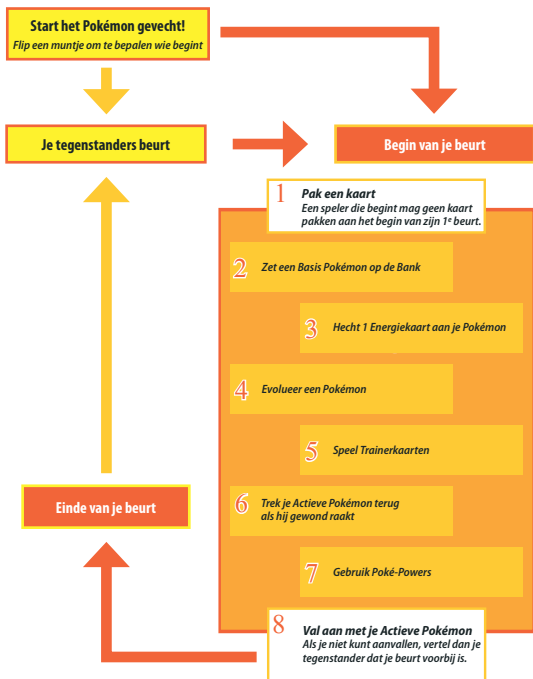 Start het Pokémon gevecht!
Flip een muntje om te bepalen wie begint
Je tegenstanders beurt
Begin van je beurt
1 Pak een kaart
Een speler die begint mag geen kaart
pakken aan het begin van zijn 1e beurt.
2 Zet een Basis Pokémon op de Bank
3 Hecht 1 Energiekaart aan je Pokémon
4 Evolueer een Pokémon
5 Speel Trainerkaarten
6 Trek je Actieve Pokémon terug
als hij gewond raakt
Einde van je beurt
7 Gebruik Poké-Powers
8 Val aan met je Actieve Pokémon
Als je niet kunt aanvallen, vertel dan je
tegenstander dat je beurt voorbij is.